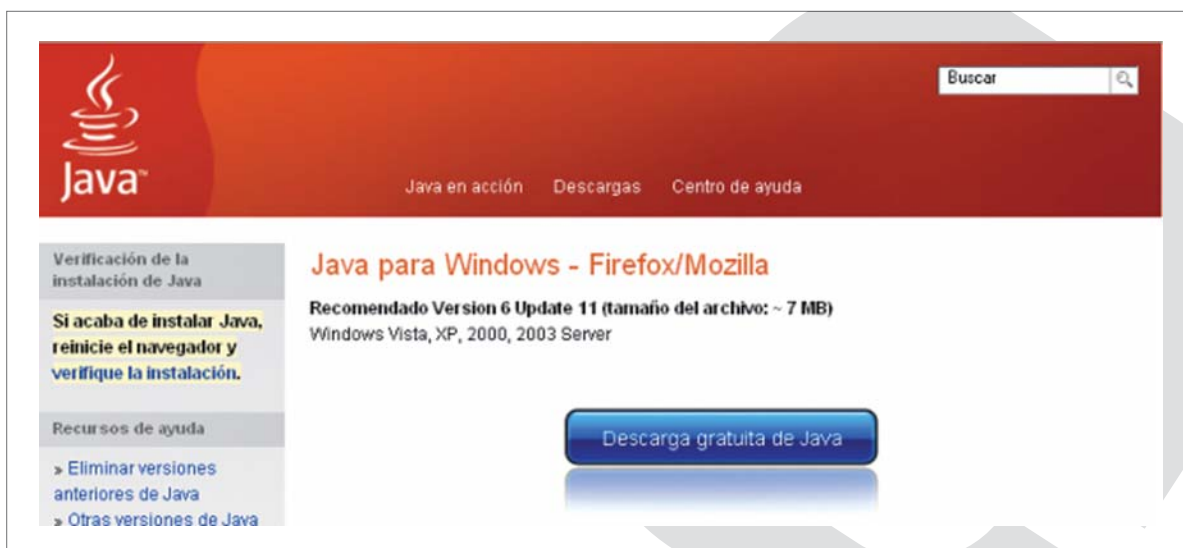 Java™
Buscar
Java en acción Descargas Centro de ayuda
Verificación de la
instalación de Java
Si acaba de instalar Java,
reinicie el navegador y
verifique la instalación.
Recursos de ayuda
» Eliminar versiones
anteriores de Java
» Otras versiones de Java
Java para Windows - Firefox/Mozilla
Recomendado Version 6 Update 11 (tamaño del archivo: ~ 7 MB)
Windows Vista, XP, 2000, 2003 Server
Descarga gratuita de Java